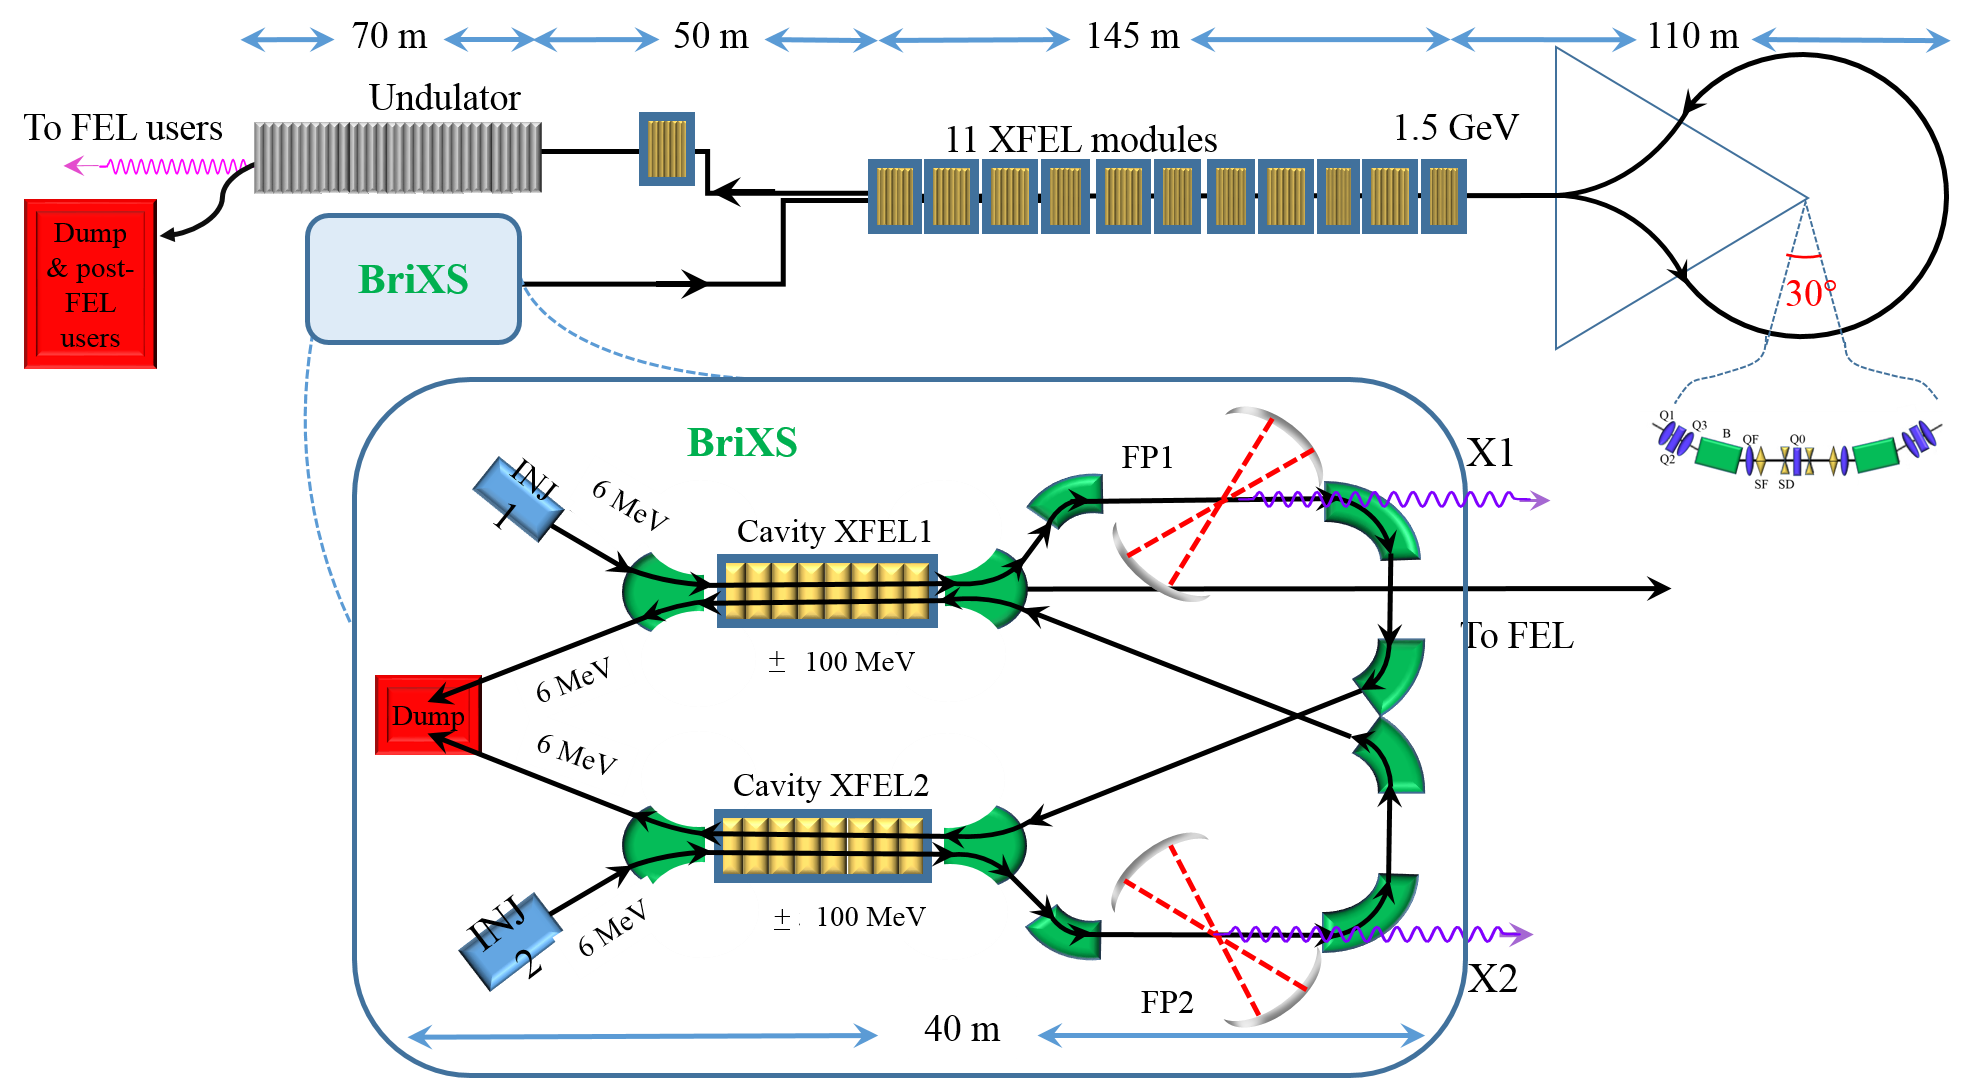 70 m
50 m
145 m
110 m
Undulator
To FEL users
11 XFEL modules
1.5 GeV
Dump
& post-
FEL
users
BriXS
30°
Q1
Q2
Q3
B
QF
SF
Q0
SD
BriXS
INJ
1
6 MeV
Cavity XFEL1
FP1
X1
± 100 MeV
To FEL
6 MeV
Dump
6 MeV
Cavity XFEL2
INJ
2
6 MeV
± 100 MeV
FP2
X2
40 m